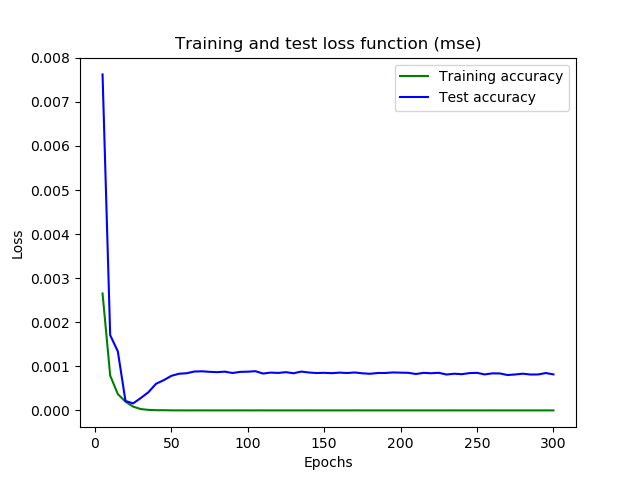 Training and test loss function (mse)
Training accuracy
Test accuracy
0.008
0.007
0.006
0.005
0.004
0.003
0.002
0.001
0.000
Loss
0 50 100 150 200 250 300
Epochs